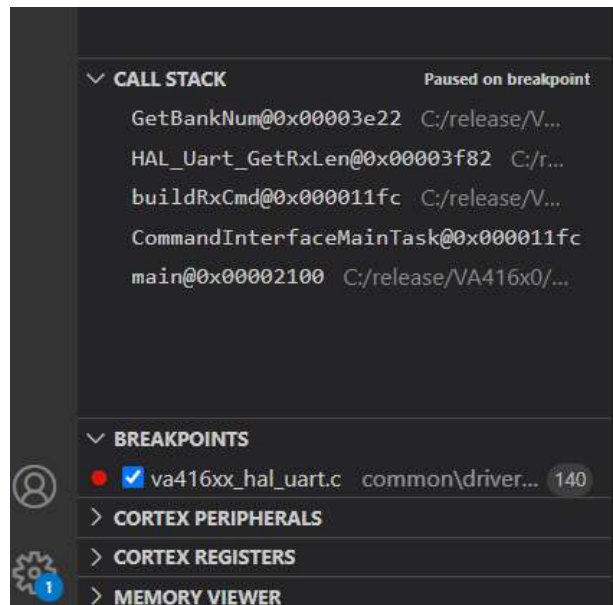 CALL STACK Paused on breakpoint
GetBankNum@0x00003e22 C:/release/V...
HAL_Uart_GetRxLen@0x00003f82 C:/r...
buildRxCmd@0x000011fc C:/release/V...
CommandInterfaceMainTask@0x000011fc
main@0x00002100 C:/release/VA416x0/...
BREAKPOINTS
va416xx_hal_uart.c common\driver... 140
CORTEX PERIPHERALS
CORTEX REGISTERS
1
MEMORY VIEWER